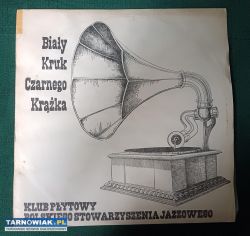 Biały
Kruk
Czarnego
Krążka
KLUB PŁYTOWY
POLSKIEGO STOWARZYSZENIA JAZZOWEGO
TARNOWIAK.PL